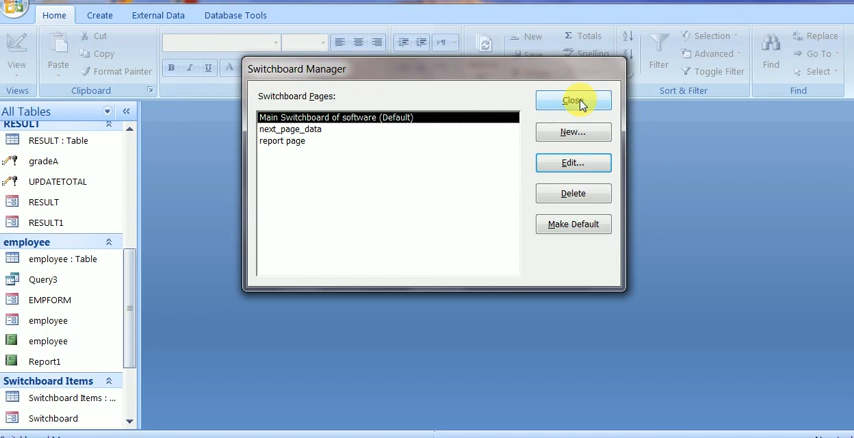 Home Create External Data Database Tools
View
Views
Paste
Cut
Copy
Format Painter
Clipboard
B I U A
New
Σ Totals
Spelling
Filter
Selection
Advanced
Toggle Filter
Sort & Filter
Find
Replace
Go To
Select
Find
All Tables
RESULT
RESULT : Table
gradeA
UPDATETOTAL
RESULT
RESULT1
employee
employee : Table
Query3
EMPFORM
employee
employee
Report1
Switchboard Items
Switchboard Items : ...
Switchboard
Switchboard Manager
Switchboard Pages:
Main Switchboard of software (Default)
next_page_data
report page
Close
New...
Edit...
Delete
Make Default